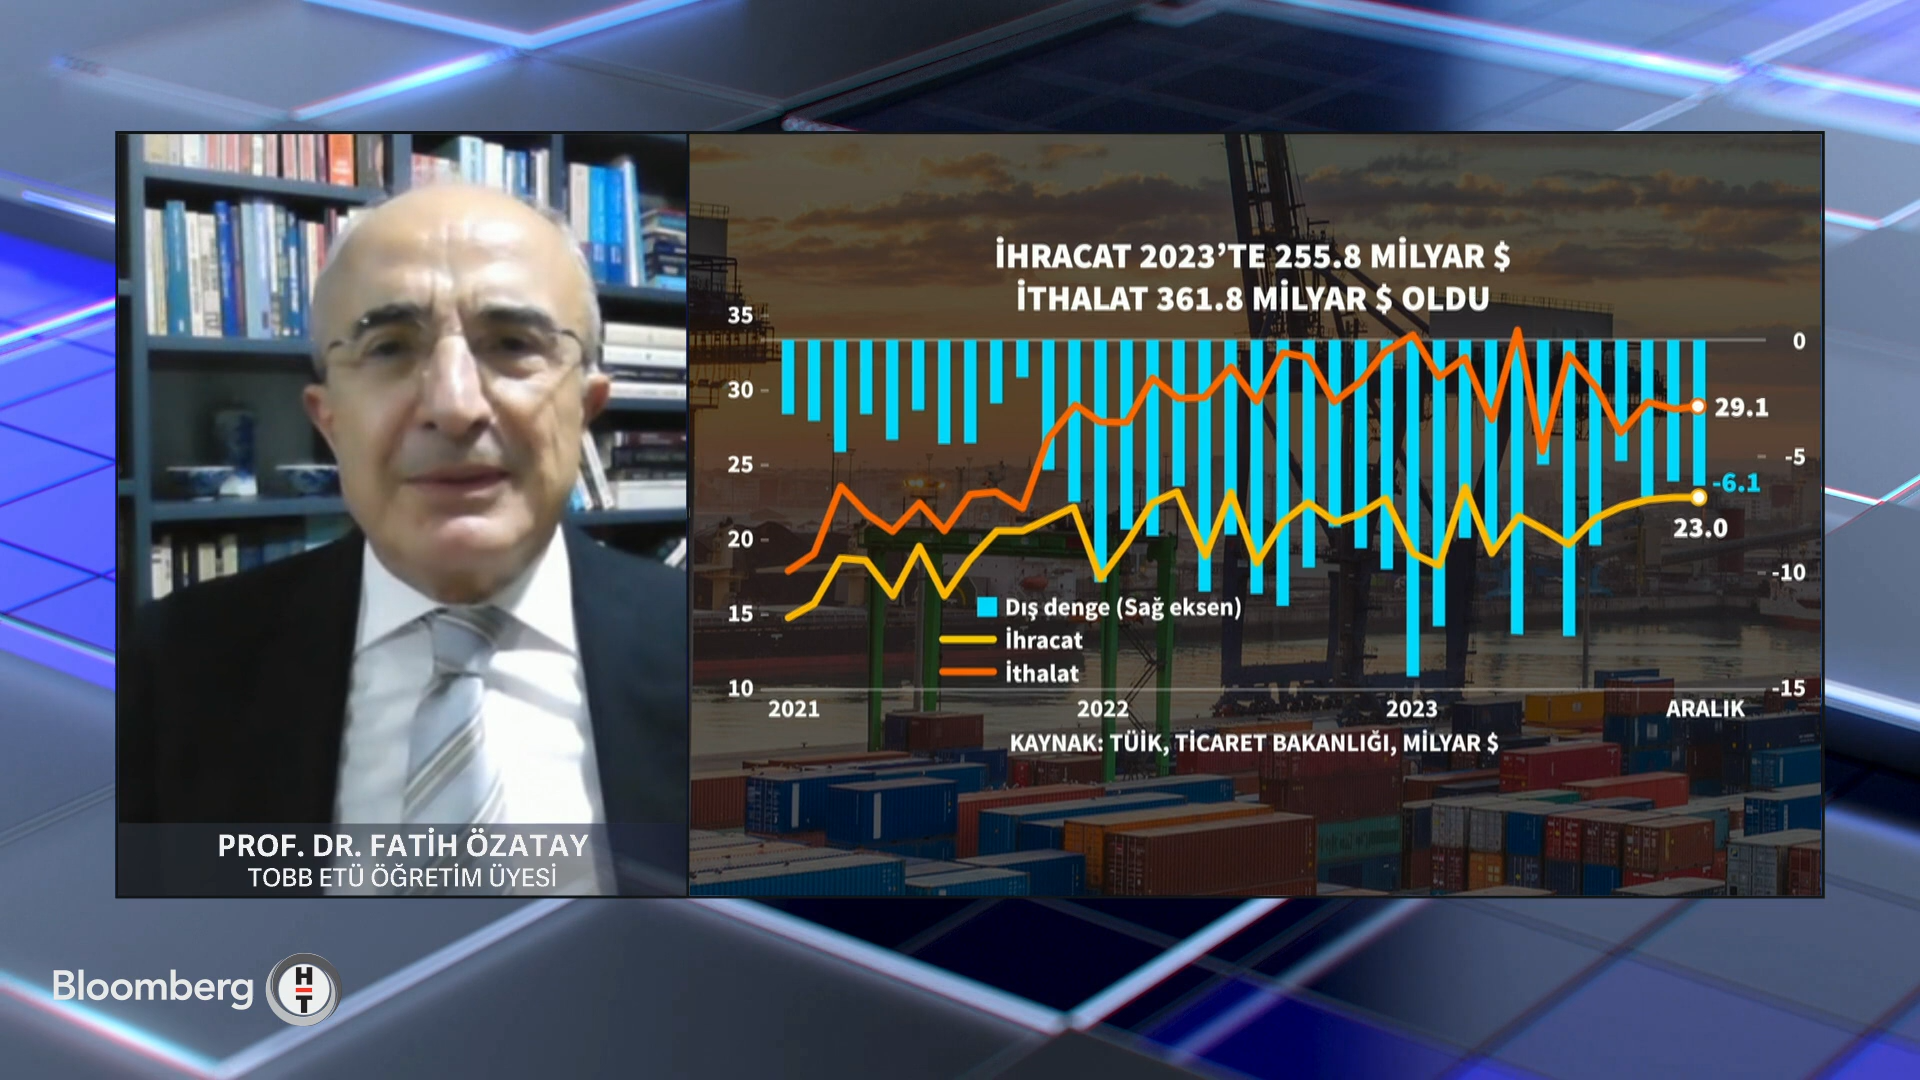 İHRACAT 2023’TE 255.8 MİLYAR $
İTHALAT 361.8 MİLYAR $ OLDU
35
30
25
20
15
10
0
-5
-10
-15
29.1
-6.1
23.0
Dış denge (Sağ eksen)
İhracat
İthalat
2021
2022
2023
ARALIK
KAYNAK: TÜİK, TİCARET BAKANLIĞI, MİLYAR $
PROF. DR. FATİH ÖZATAY
TOBB ETÜ ÖĞRETİM ÜYESİ
Bloomberg HT